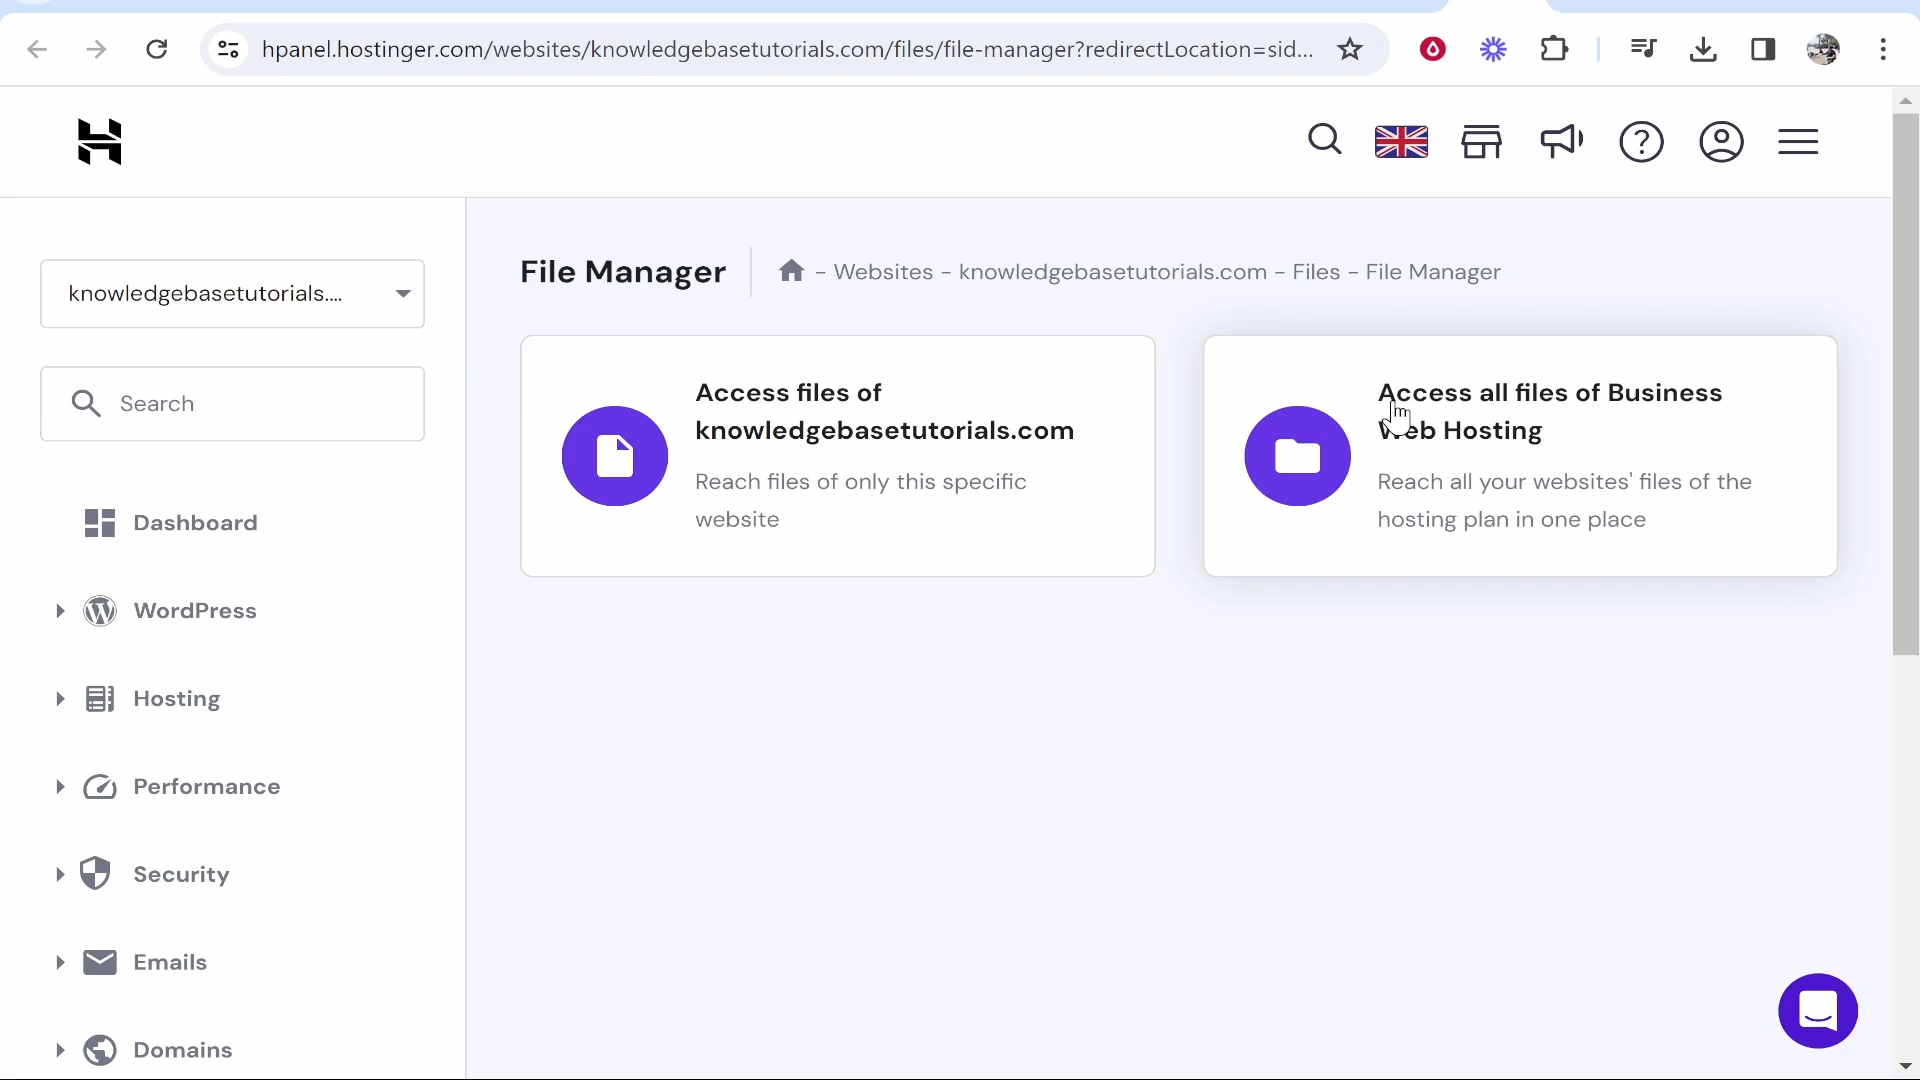 hpanel.hostinger.com/websites/knowledgebasetutorials.com/files/file-manager?redirectLocation=sid...
knowledgebasetutorials....
Search
Dashboard
WordPress
Hosting
Performance
Security
Emails
Domains
File Manager
- Websites - knowledgebasetutorials.com - Files - File Manager
Access files of
knowledgebasetutorials.com
Reach files of only this specific
website
Access all files of Business
Web Hosting
Reach all your websites' files of the
hosting plan in one place